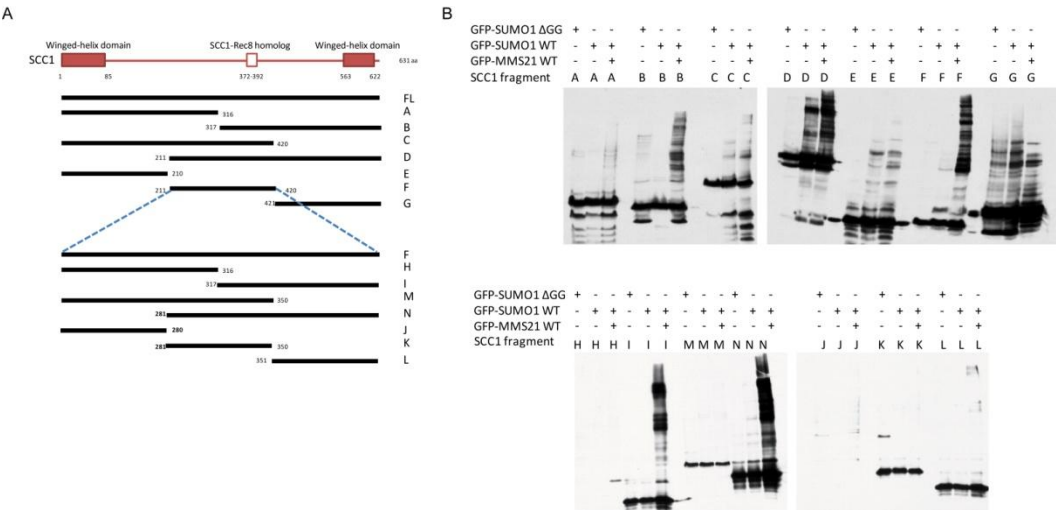 A
Winged-helix domain SCC1-Rec8 homolog Winged-helix domain
SCC1 631 aa
1 85 372-392 563 622
FL
316 A
317 B
420 C
211 D
210 E
211 420 F
421 G
F
316 H
317 I
350 M
281 N
280 J
281 350 K
351 L
B
GFP-SUMO1 ΔGG + - - + - - + - - + - - + - - + - - + - -
GFP-SUMO1 WT - + + - + + - + + - + + - + + - + + - + +
GFP-MMS21 WT - - + - - + - - + - - + - - + - - + - - +
SCC1 fragment A A A B B B C C C D D D E E E F F F G G G
GFP-SUMO1 ΔGG + - - + - - + - - + - - + - - + - - + - -
GFP-SUMO1 WT - + + - + + - + + - + + - + + - + + - + +
GFP-MMS21 WT - - + - - + - - + - - + - - + - - + - - +
SCC1 fragment H H H I I I M M M N N N J J J K K K L L L